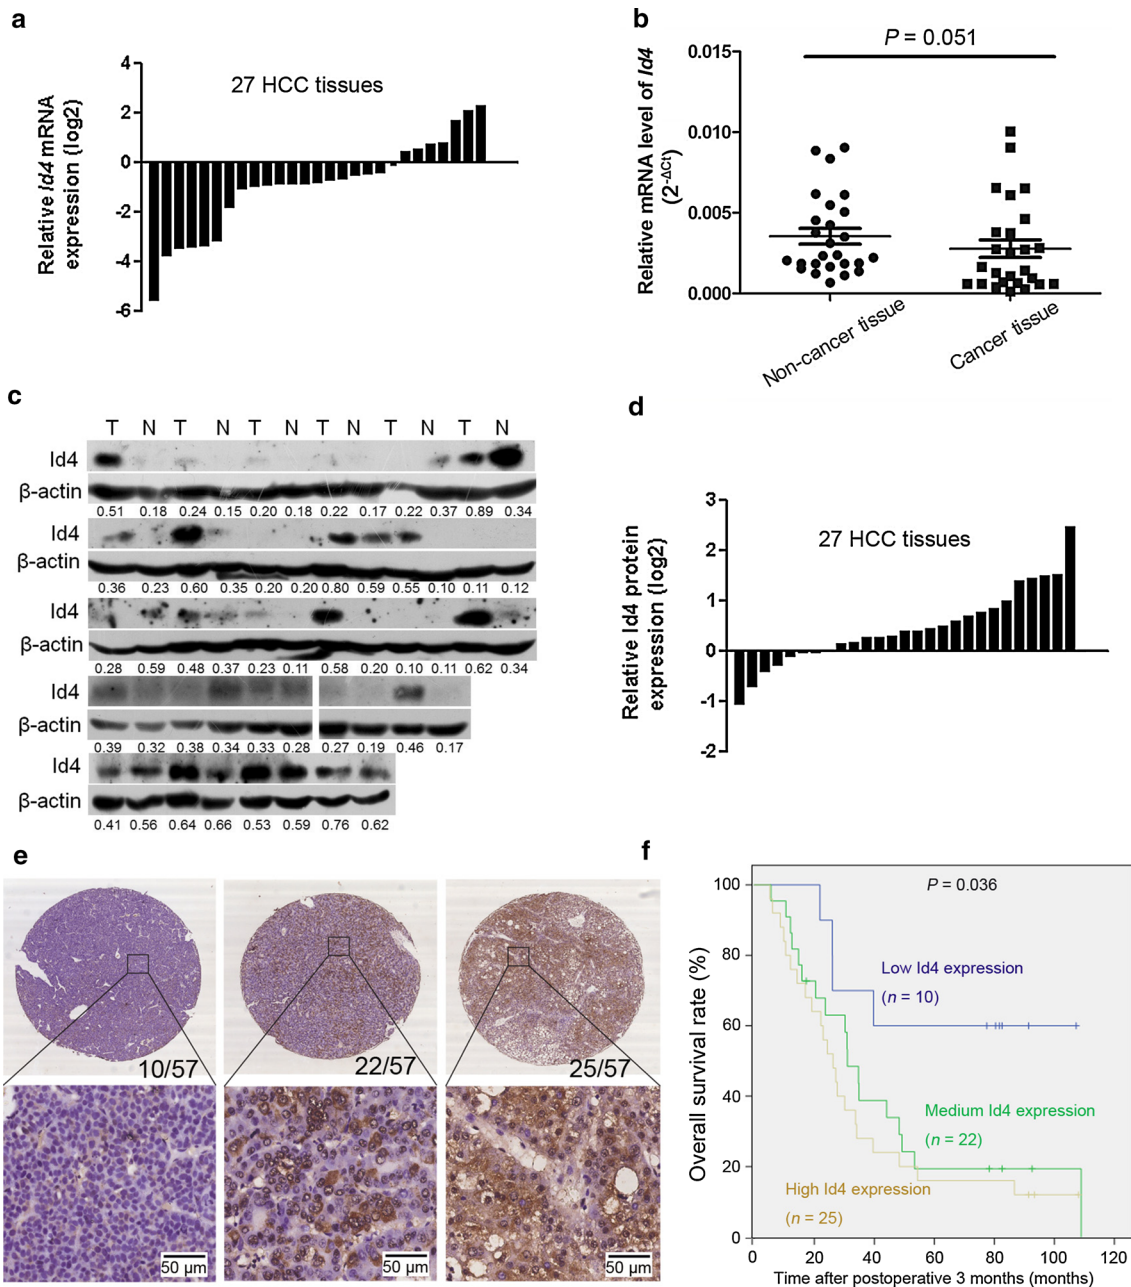 a
27 HCC tissues
Relative Id4 mRNA
expression {log2}
4
2
0
-2
-4
-6
b
P = 0.051
Relative mRNA level of Id4
(2-ΔCt)
0.015
0.010
0.005
0.000
Non-cancer tissue
Cancer tissue
c
T N T N T N T N T N T N
Id4
β-actin
0.51 0.18 0.24 0.15 0.20 0.18 0.22 0.17 0.22 0.37 0.89 0.34
Id4
β-actin
0.36 0.23 0.60 0.35 0.20 0.20 0.80 0.59 0.55 0.10 0.11 0.12
Id4
β-actin
0.28 0.59 0.48 0.37 0.23 0.11 0.58 0.20 0.10 0.11 0.62 0.34
Id4
β-actin
0.39 0.32 0.38 0.34 0.33 0.28 0.27 0.19 0.46 0.17
Id4
β-actin
0.41 0.56 0.64 0.66 0.53 0.59 0.76 0.62
d
27 HCC tissues
Relative Id4 protein
expression {log2}
3
2
1
0
-1
-2
e
10/57
22/57
25/57
50 μm
50 μm
50 μm
f
P = 0.036
Overall survival rate (%)
100
80
60
40
20
0
Low Id4 expression
(n = 10)
Medium Id4 expression
(n = 22)
High Id4 expression
(n = 25)
0 20 40 60 80 100 120
Time after postoperative 3 months (months)